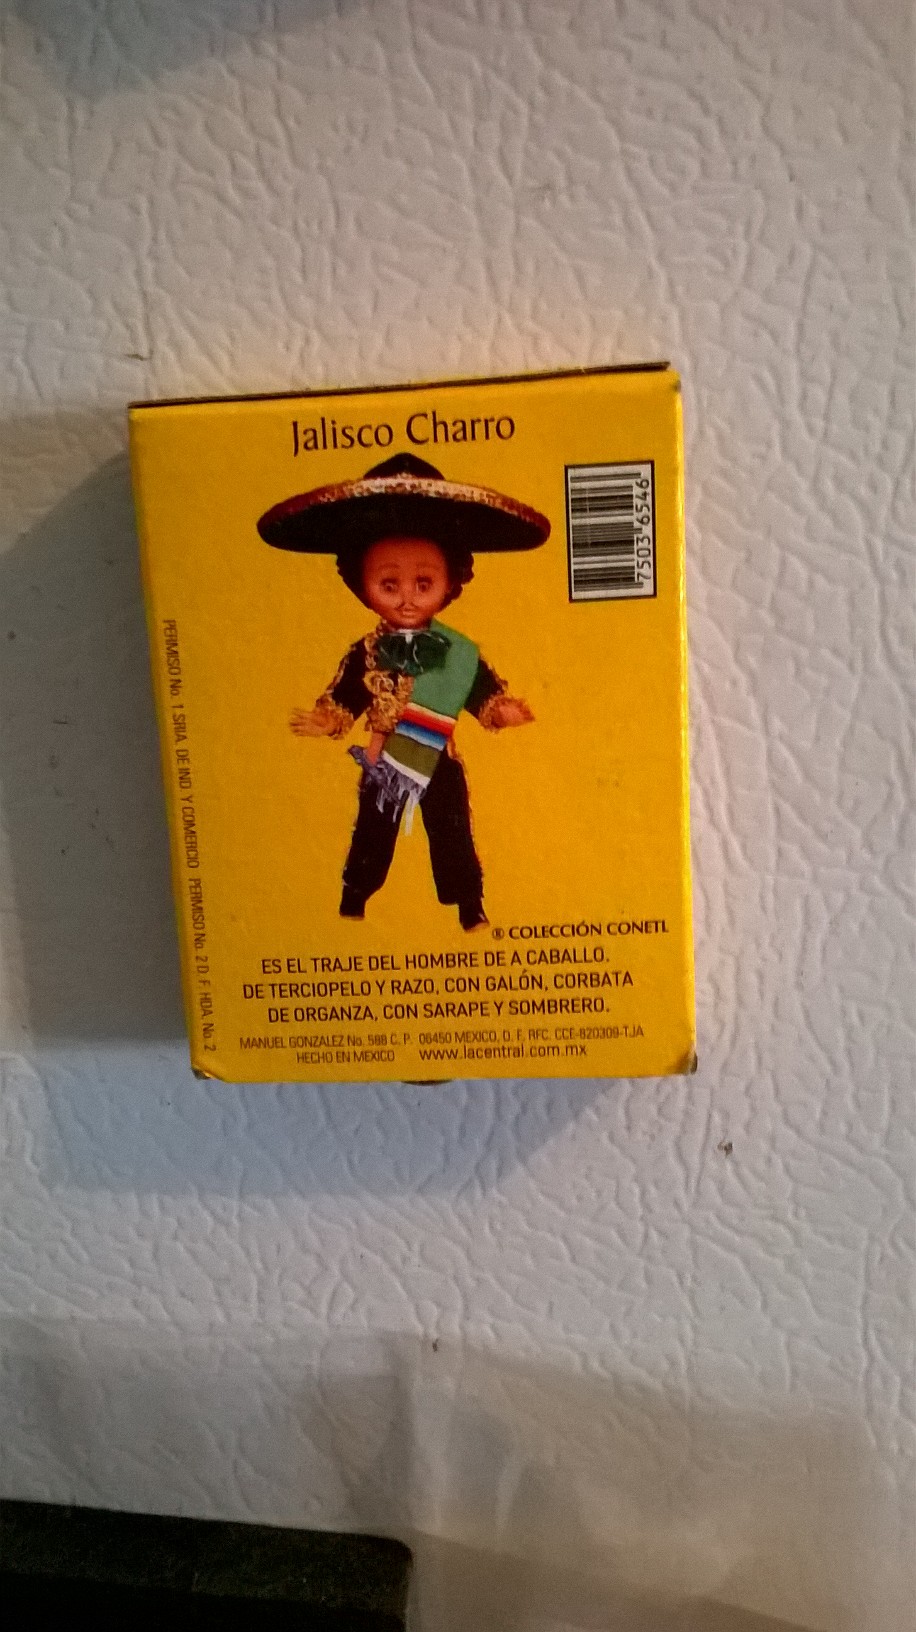 Jalisco Charro
7503 6546
® COLECCIÓN CONETL
ES EL TRAJE DEL HOMBRE DE A CABALLO.
DE TERCIOPELO Y RAZO, CON GALÓN, CORBATA
DE ORGANZA, CON SARAPE Y SOMBRERO.
MANUEL GONZALEZ No. 588 C. P. 06450 MEXICO, D. F. RFC. CCE-820309-TJA
HECHO EN MEXICO www.lacentral.com.mx
PERMISO No. 1 SRIA. DE IND. Y COMERCIO PERMISO No. 2 D. F. HDA. No. 2